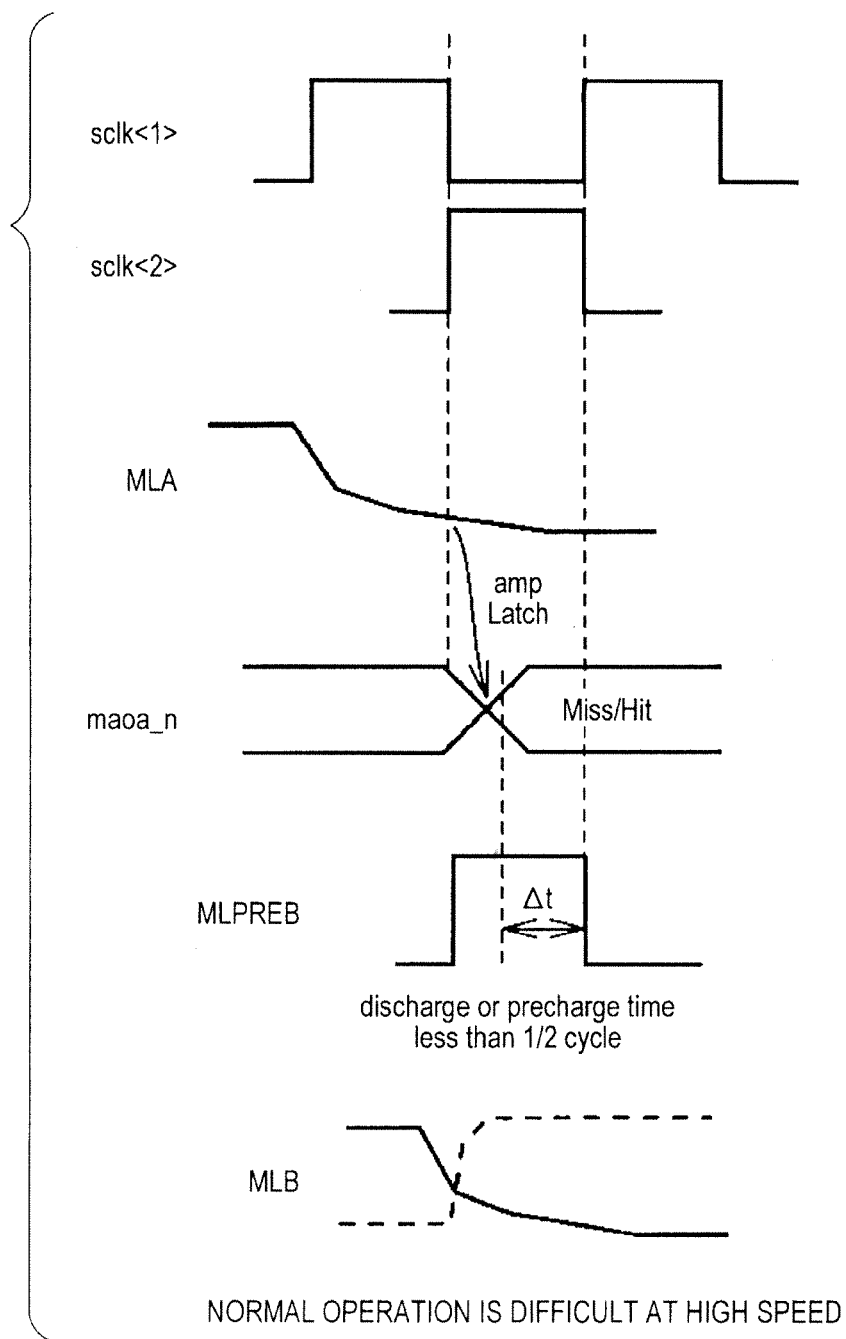 sclk<1>
sclk<2>
MLA
amp
Latch
maoa_n
Miss/Hit
MLPREB
Δt
discharge or precharge time
less than 1/2 cycle
MLB
NORMAL OPERATION IS DIFFICULT AT HIGH SPEED